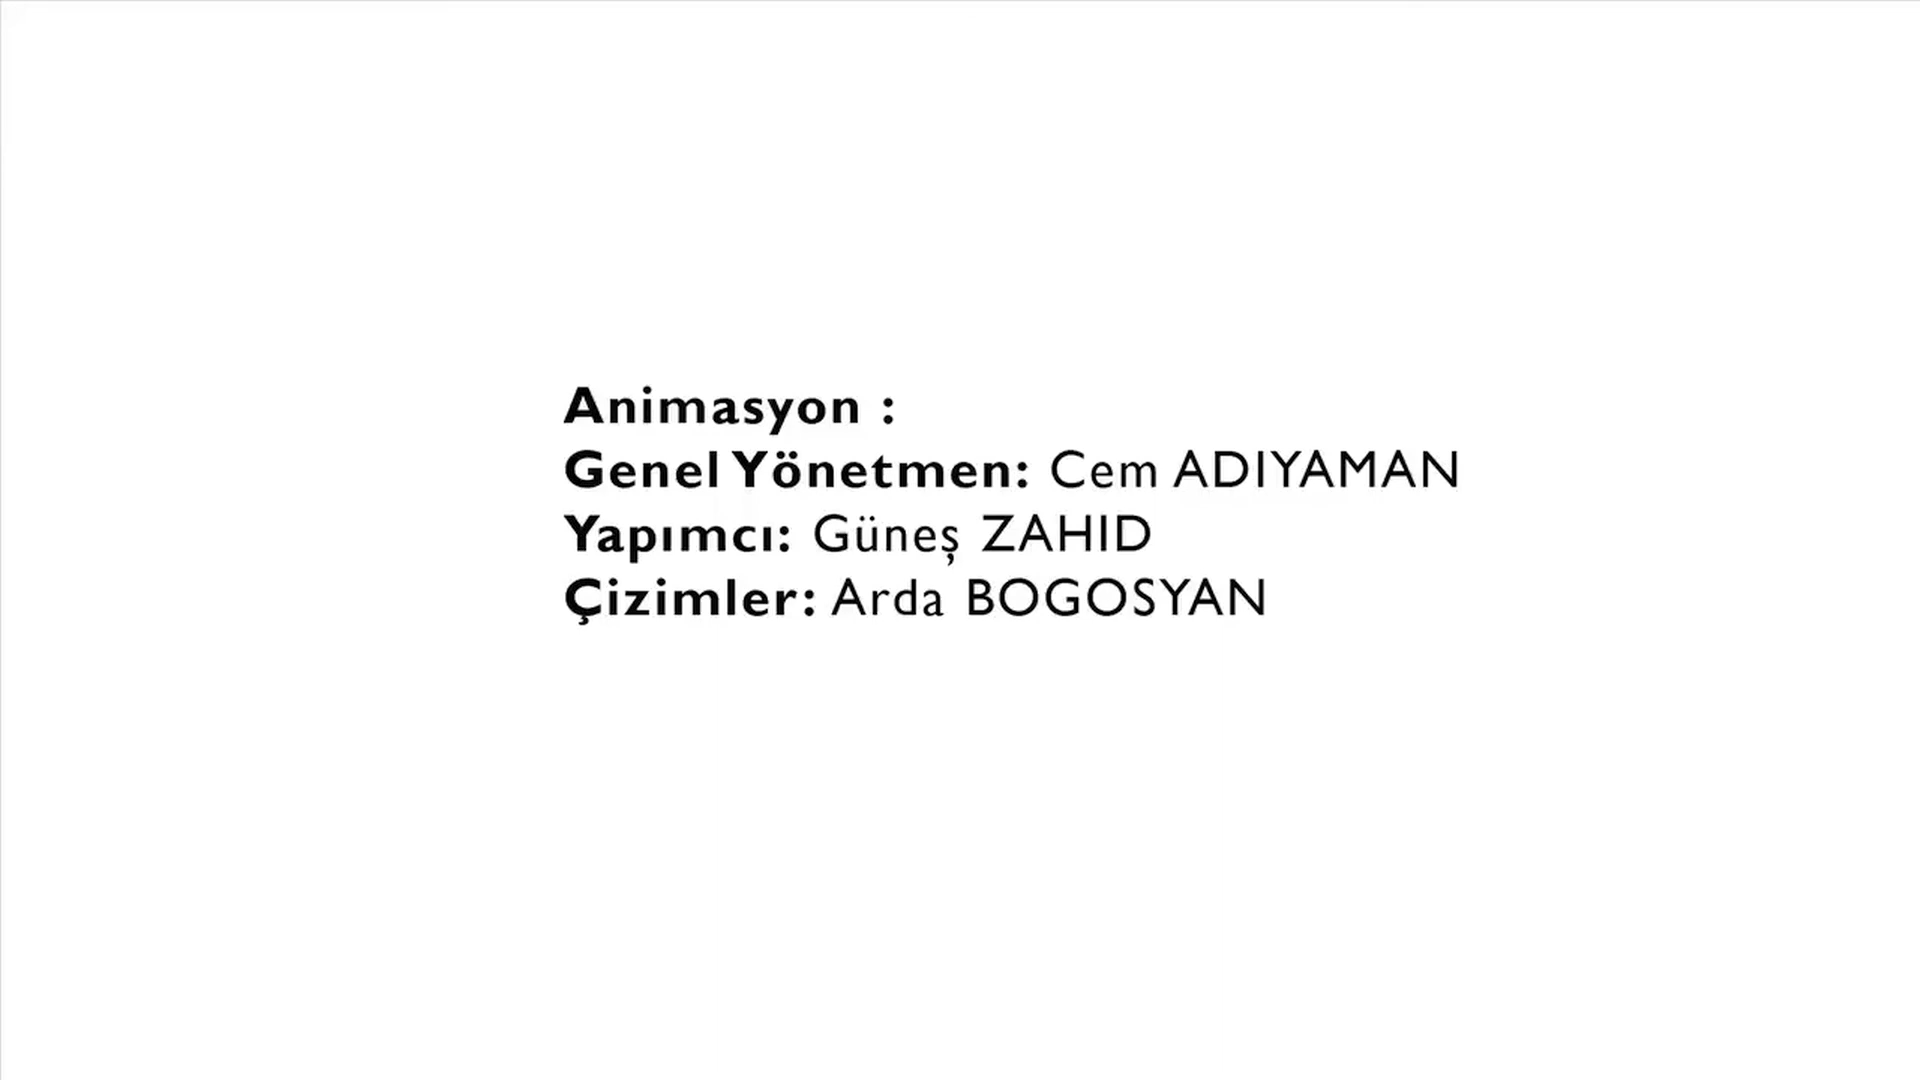 Animasyon :
Genel Yönetmen: Cem ADIYAMAN
Yapımcı: Güneş ZAHID
Çizimler: Arda BOGOSYAN